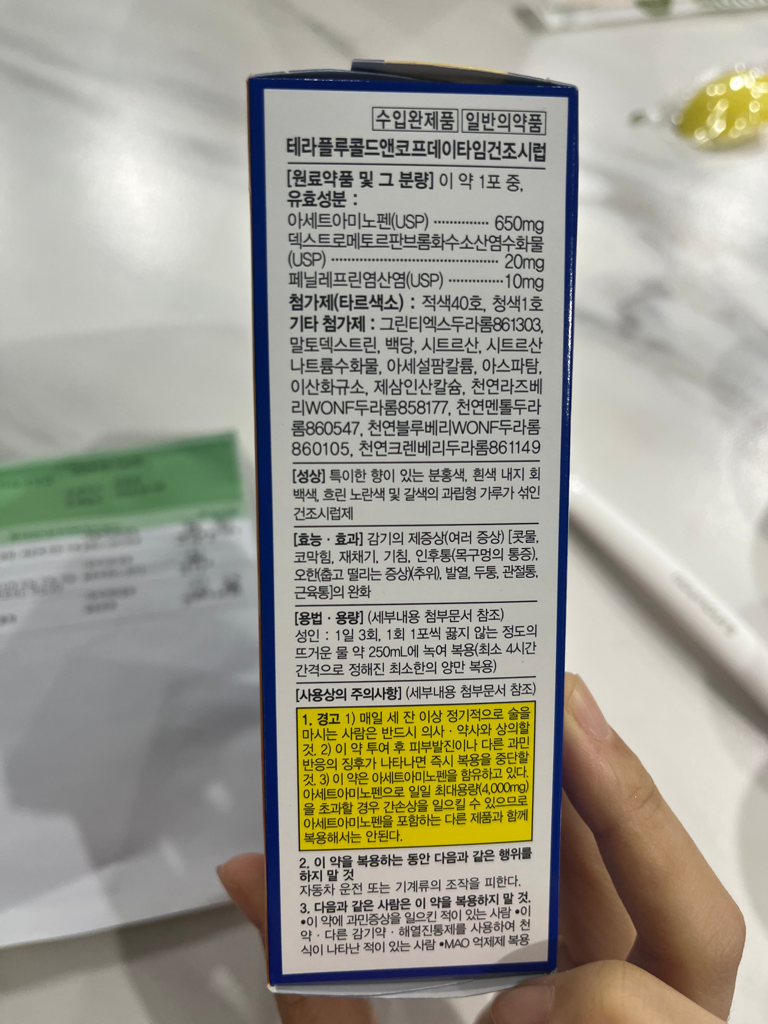 수입완제품 일반의약품
테라플루콜드앤코프데이타임건조시럽
[원료약품 및 그 분량] 이 약 1포 중,
유효성분 :
아세트아미노펜(USP) ·············· 650mg
덱스트로메토르판브롬화수소산염수화물
(USP) ·········································· 20mg
페닐레프린염산염(USP) ············· 10mg
첨가제(타르색소) : 적색40호, 청색1호
기타 첨가제 : 그린티엑스두라롬861303,
말토덱스트린, 백당, 시트르산, 시트르산
나트륨수화물, 아세설팜칼륨, 아스파탐,
이산화규소, 제삼인산칼슘, 천연라즈베
리WONF두라롬858177, 천연멘톨두라
롬860547, 천연블루베리WONF두라롬
860105, 천연크렌베리두라롬861149
[성상] 특이한 향이 있는 분홍색, 흰색 내지 회
백색, 흐린 노란색 및 갈색의 과립형 가루가 섞인
건조시럽제
[효능·효과] 감기의 제증상(여러 증상) [콧물,
코막힘, 재채기, 기침, 인후통(목구멍의 통증),
오한(춥고 떨리는 증상)(추위), 발열, 두통, 관절통,
근육통]의 완화
[용법·용량] (세부내용 첨부문서 참조)
성인 : 1일 3회, 1회 1포씩 끓지 않는 정도의
뜨거운 물 약 250mL에 녹여 복용(최소 4시간
간격으로 정해진 최소한의 양만 복용)
[사용상의 주의사항] (세부내용 첨부문서 참조)
1. 경고 1) 매일 세 잔 이상 정기적으로 술을
마시는 사람은 반드시 의사·약사와 상의할
것. 2) 이 약 투여 후 피부발진이나 다른 과민
반응의 징후가 나타나면 즉시 복용을 중단할
것. 3) 이 약은 아세트아미노펜을 함유하고 있다.
아세트아미노펜으로 일일 최대용량(4,000mg)
을 초과할 경우 간손상을 일으킬 수 있으므로
아세트아미노펜을 포함하는 다른 제품과 함께
복용해서는 안된다.
2. 이 약을 복용하는 동안 다음과 같은 행위를
하지 말 것
자동차 운전 또는 기계류의 조작을 피한다.
3. 다음과 같은 사람은 이 약을 복용하지 말 것.
•이 약에 과민증상을 일으킨 적이 있는 사람 •이
약·다른 감기약·해열진통제를 사용하여 천
식이 나타난 적이 있는 사람 •MAO 억제제 복용